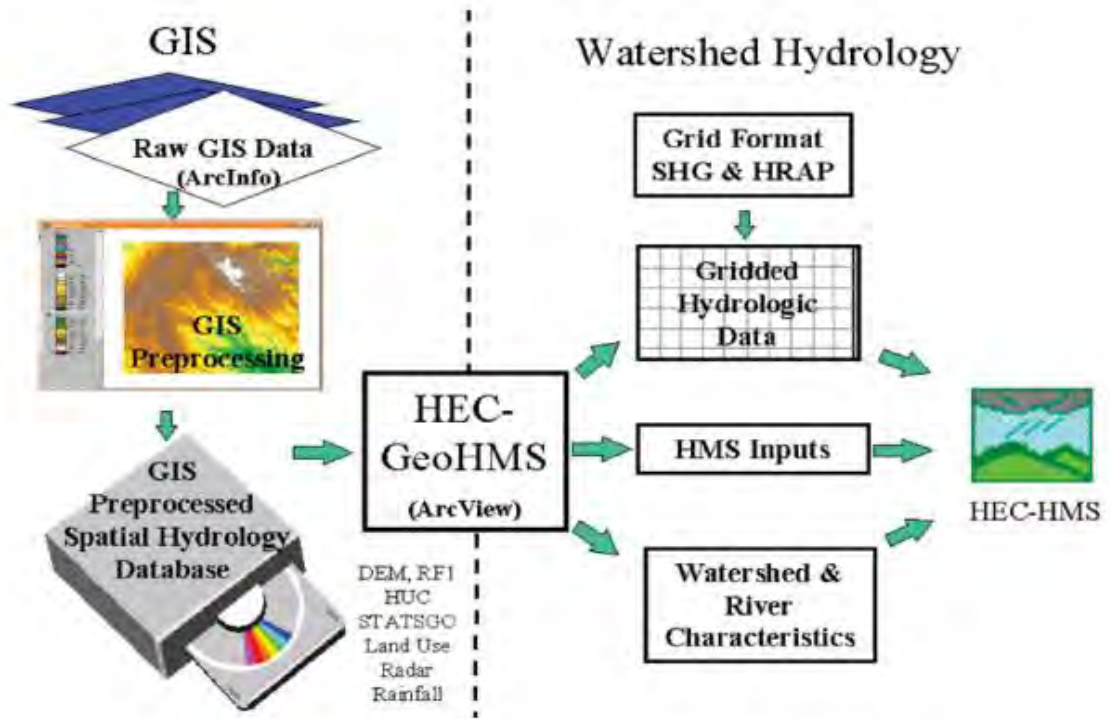 GIS
Watershed Hydrology
Raw GIS Data
(ArcInfo)
GIS
Preprocessing
GIS
Preprocessed
Spatial Hydrology
Database
DEM, RF1
HUC
STATSGO
Land Use
Radar
Rainfall
HEC-
GeoHMS
(ArcView)
Grid Format
SHG & HRAP
Gridded
Hydrologic
Data
HMS Inputs
Watershed &
River
Characteristics
HEC-HMS